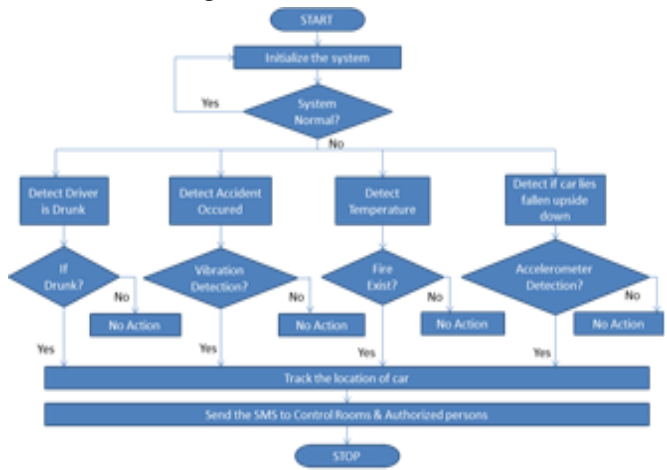 START
Initialize the system
Yes
System
Normal?
No
Detect Driver
is Drunk
Detect Accident
Occured
Detect
Temperature
Detect if car lies
fallen upside
down
If
Drunk?
Vibration
Detection?
Fire
Exist?
Accelerometer
Detection?
No
No
No
No
No Action
No Action
No Action
No Action
Yes
Yes
Yes
Yes
Track the location of car
Send the SMS to Control Rooms & Authorized persons
STOP